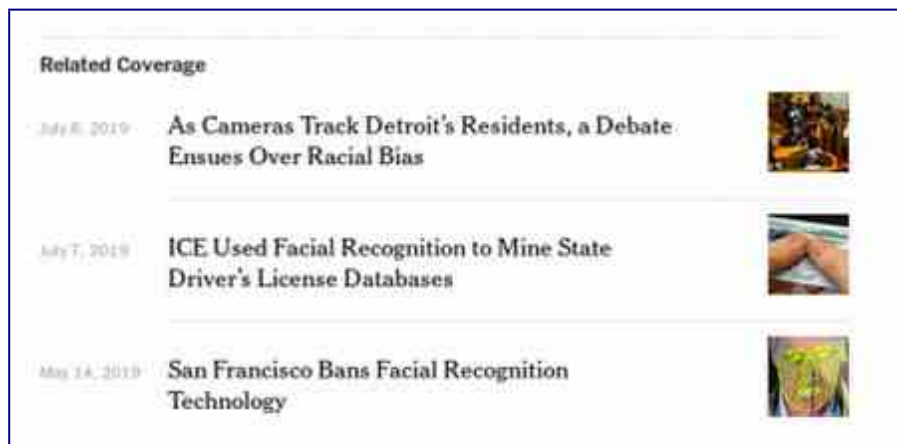 Related Coverage
July 8, 2019
As Cameras Track Detroit's Residents, a Debate
Ensues Over Racial Bias
July 7, 2019
ICE Used Facial Recognition to Mine State
Driver's License Databases
May 14, 2019
San Francisco Bans Facial Recognition
Technology